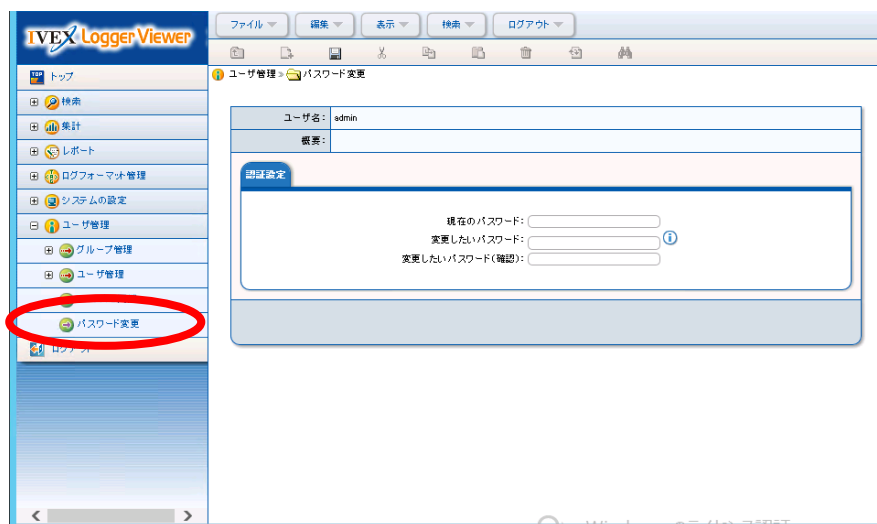 IVEX Logger Viewer
ファイル 編集 表示 検索 ログアウト
TOP トップ
検索
集計
レポート
ログフォーマット管理
システムの設定
ユーザ管理
グループ管理
ユーザ管理
パスワード変更
ログアウト
ユーザ管理 » パスワード変更
ユーザ名: admin
概要:
認証設定
現在のパスワード:
変更したいパスワード:
変更したいパスワード(確認):